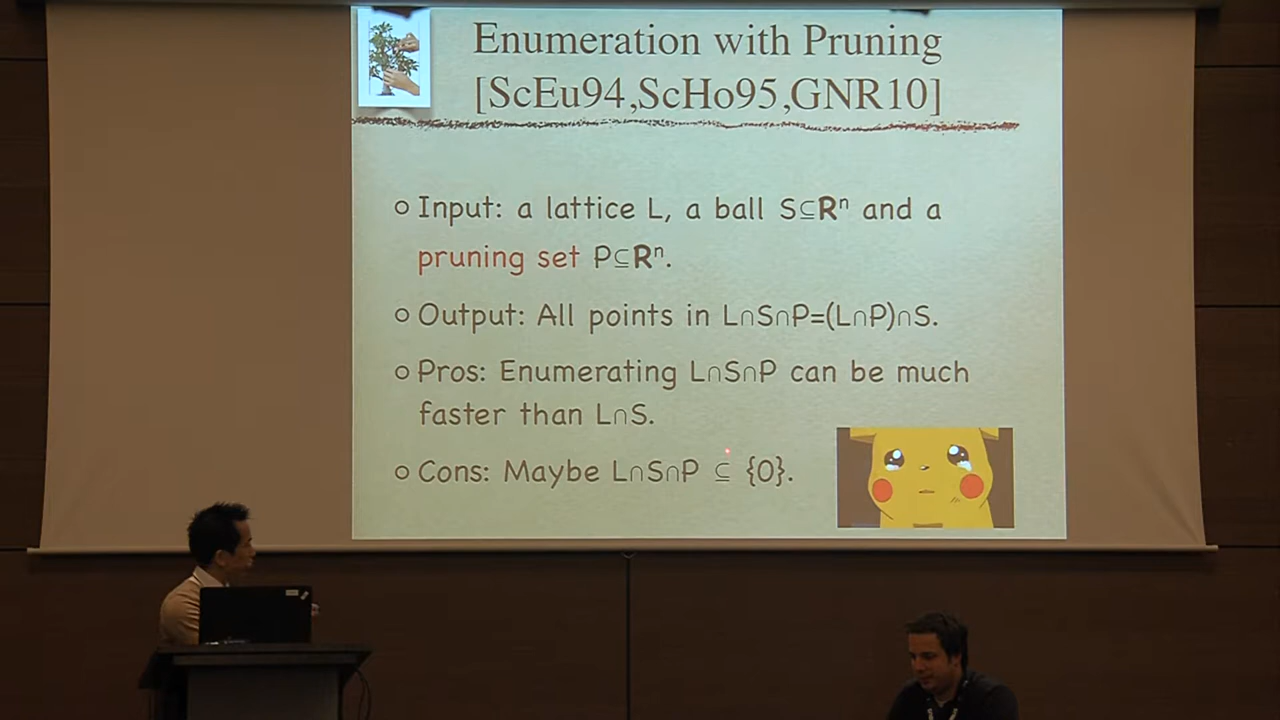 Enumeration with Pruning
[ScEu94,ScHo95,GNR10]
○ Input: a lattice L, a ball S⊆Rⁿ and a
pruning set P⊆Rⁿ.
○ Output: All points in L∩S∩P=(L∩P)∩S.
○ Pros: Enumerating L∩S∩P can be much
faster than L∩S.
○ Cons: Maybe L∩S∩P ⊆ {0}.